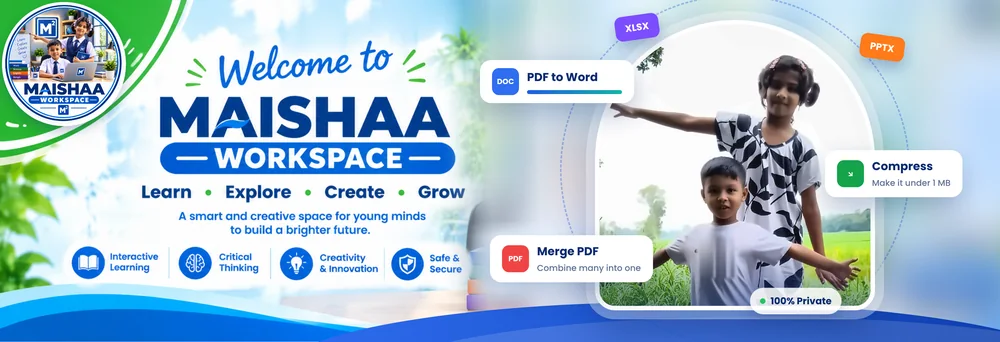 M
MAISHAA
WORKSPACE
M
Welcome to
MAISHAA
WORKSPACE
Learn • Explore • Create • Grow
A smart and creative space for young minds
to build a brighter future.
Interactive
Learning
Critical
Thinking
Creativity
& Innovation
Safe &
Secure
XLSX
PPTX
DOC
PDF to Word
Compress
Make it under 1 MB
PDF
Merge PDF
Combine many into one
100% Private